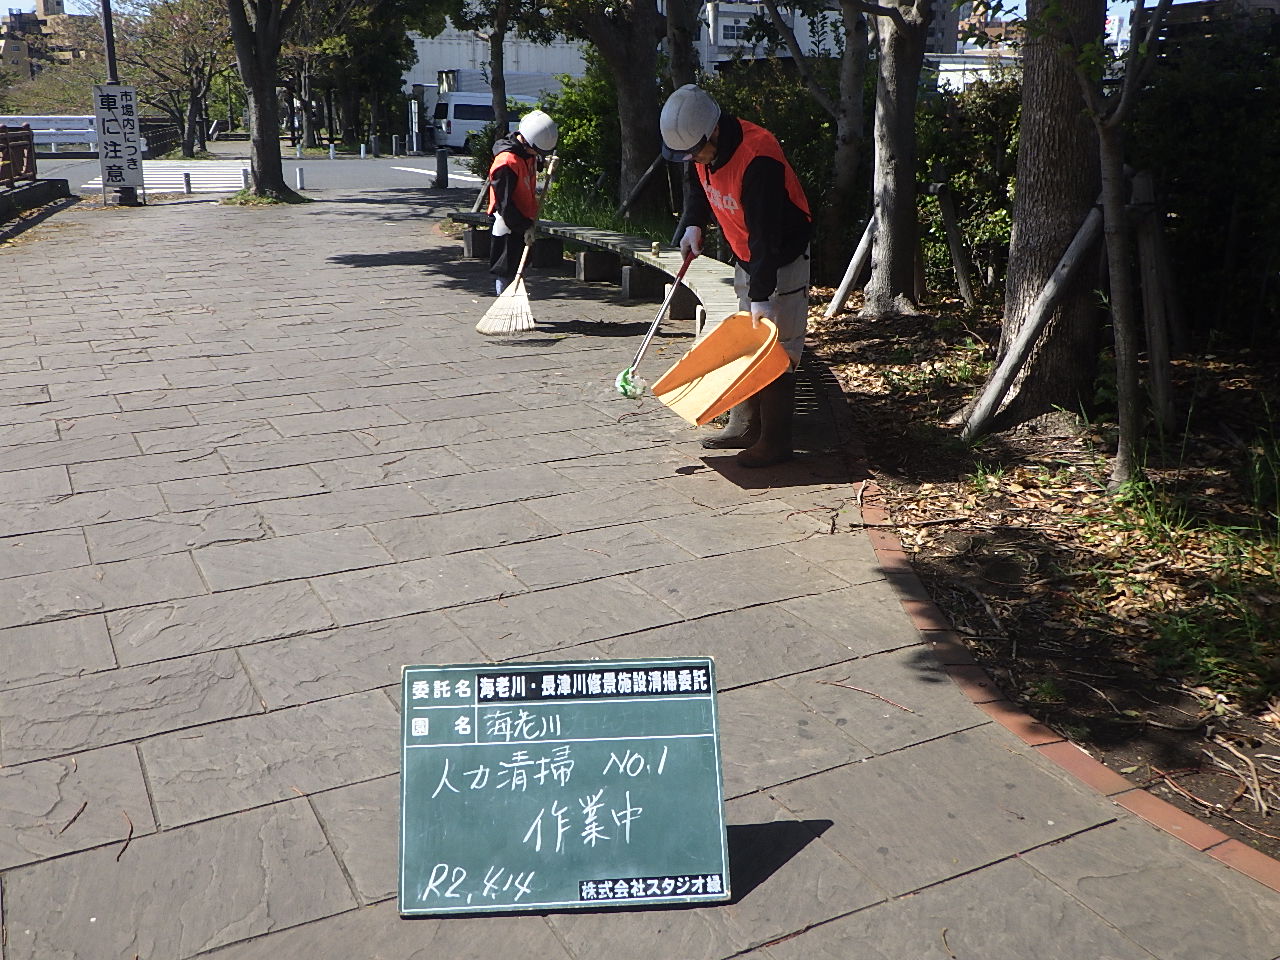 市場内につき
車に注意
業中
委託名 海老川・長津川修景施設清掃委託
園名 海老川
人力清掃 NO.1
作業中
R2.4.14
株式会社スタジオ緑